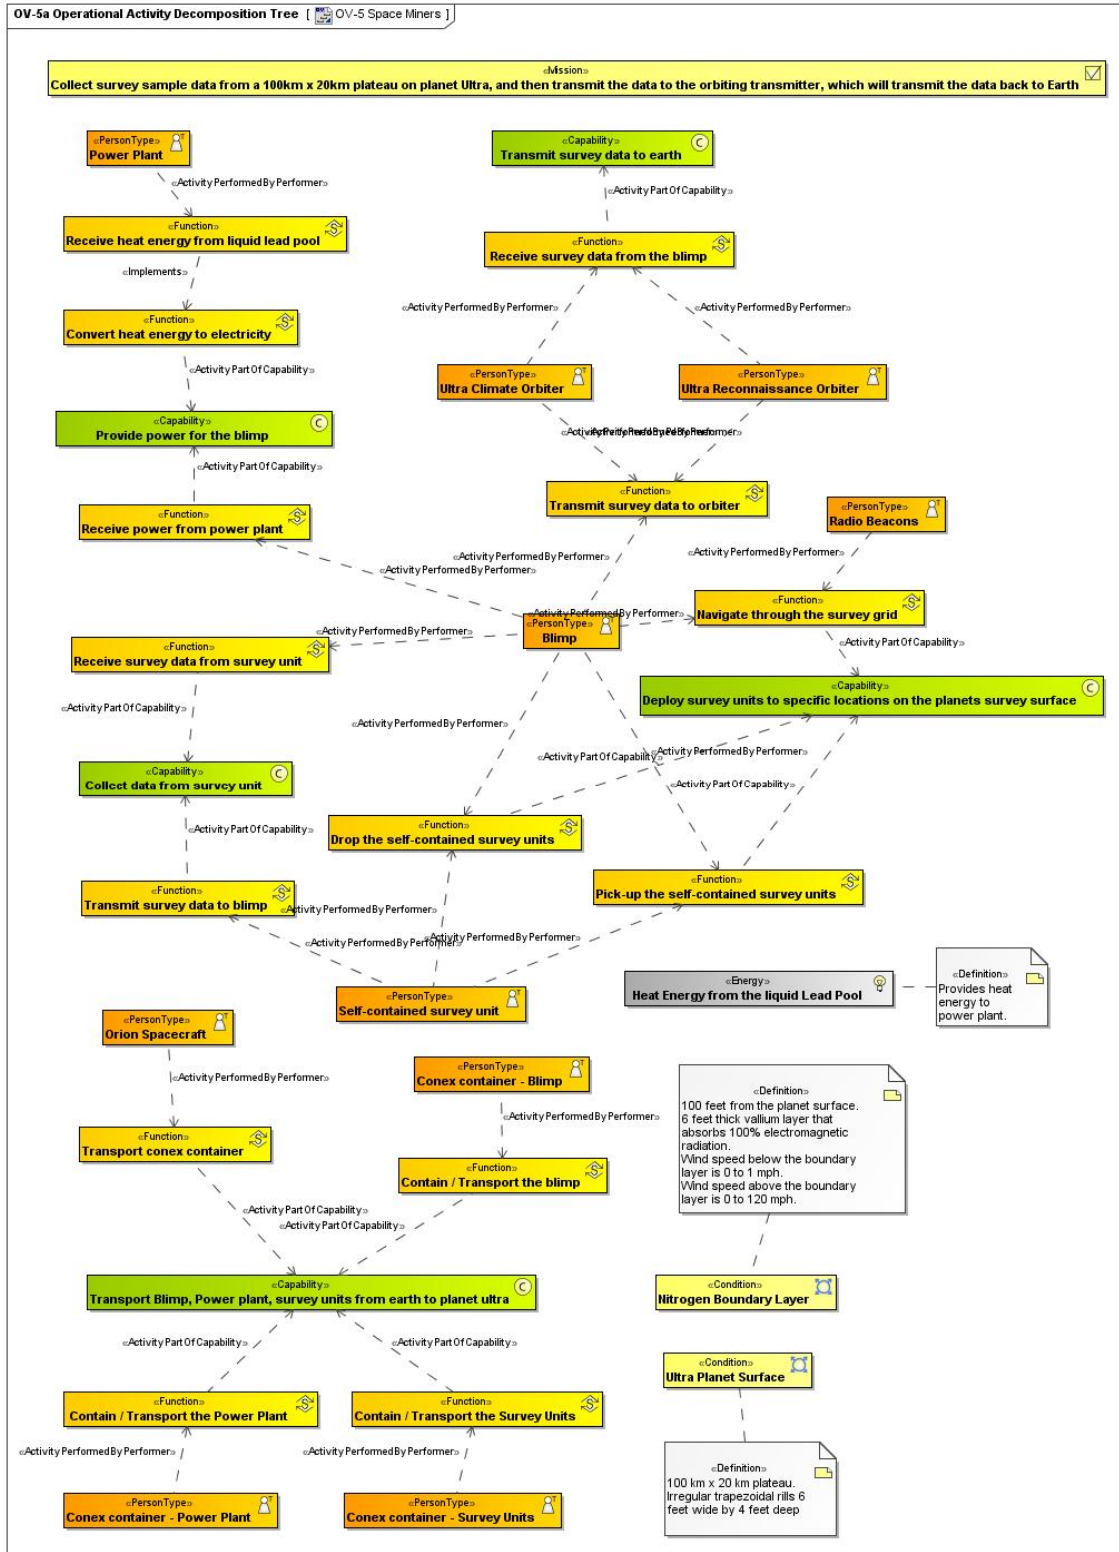 OV-5a Operational Activity Decomposition Tree [ OV-5 Space Miners ]
«Mission»
Collect survey sample data from a 100km x 20km plateau on planet Ultra, and then transmit the data to the orbiting transmitter, which will transmit the data back to Earth
«PersonType»
Power Plant
«Capability»
Transmit survey data to earth
«Activity Performed By Performer»
«Activity Part Of Capability»
«Function»
Receive heat energy from liquid lead pool
«Function»
Receive survey data from the blimp
«Implements»
«Activity Performed By Performer»
«Activity Performed By Performer»
«Function»
Convert heat energy to electricity
«Activity Part Of Capability»
«PersonType»
Ultra Climate Orbiter
«PersonType»
Ultra Reconnaissance Orbiter
«Capability»
Provide power for the blimp
«Activity Performed By Performer»
«Activity Part Of Capability»
«Function»
Transmit survey data to orbiter
«Function»
Receive power from power plant
«PersonType»
Radio Beacons
«Activity Performed By Performer»
«Activity Performed By Performer»
«Activity Performed By Performer»
«Function»
Navigate through the survey grid
«Activity Performed By Performer»
«PersonType»
Blimp
«Activity Performed By Performer»
«Function»
Receive survey data from survey unit
«Activity Part Of Capability»
«Capability»
Deploy survey units to specific locations on the planets survey surface
«Activity Part Of Capability»
«Activity Performed By Performer»
«Activity Performed By Performer»
«Activity Part Of Capability»
«Activity Part Of Capability»
«Capability»
Collect data from survey unit
«Activity Part Of Capability»
«Function»
Drop the self-contained survey units
«Function»
Pick-up the self-contained survey units
«Function»
Transmit survey data to blimp
«Activity Performed By Performer»
«Activity Performed By Performer»
«Activity Performed By Performer»
«PersonType»
Self-contained survey unit
«Energy»
Heat Energy from the liquid Lead Pool
«Definition»
Provides heat
energy to
power plant.
«PersonType»
Orion Spacecraft
«PersonType»
Conex container - Blimp
«Activity Performed By Performer»
«Activity Performed By Performer»
«Definition»
100 feet from the planet surface.
6 feet thick vallium layer that
absorbs 100% electromagnetic
radiation.
Wind speed below the boundary
layer is 0 to 1 mph.
Wind speed above the boundary
layer is 0 to 120 mph.
«Function»
Transport conex container
«Function»
Contain / Transport the blimp
«Activity Part Of Capability»
«Activity Part Of Capability»
«Capability»
Transport Blimp, Power plant, survey units from earth to planet ultra
«Condition»
Nitrogen Boundary Layer
«Activity Part Of Capability»
«Activity Part Of Capability»
«Condition»
Ultra Planet Surface
«Function»
Contain / Transport the Power Plant
«Function»
Contain / Transport the Survey Units
«Activity Performed By Performer»
«Activity Performed By Performer»
«Definition»
100 km x 20 km plateau.
Irregular trapezoidal rills 6
feet wide by 4 feet deep
«PersonType»
Conex container - Power Plant
«PersonType»
Conex container - Survey Units